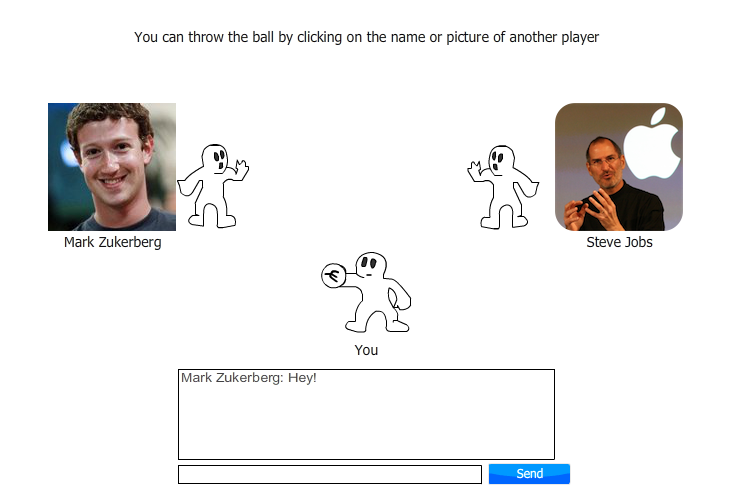 You can throw the ball by clicking on the name or picture of another player
Mark Zukerberg
Steve Jobs
€
You
Mark Zukerberg: Hey!
Send